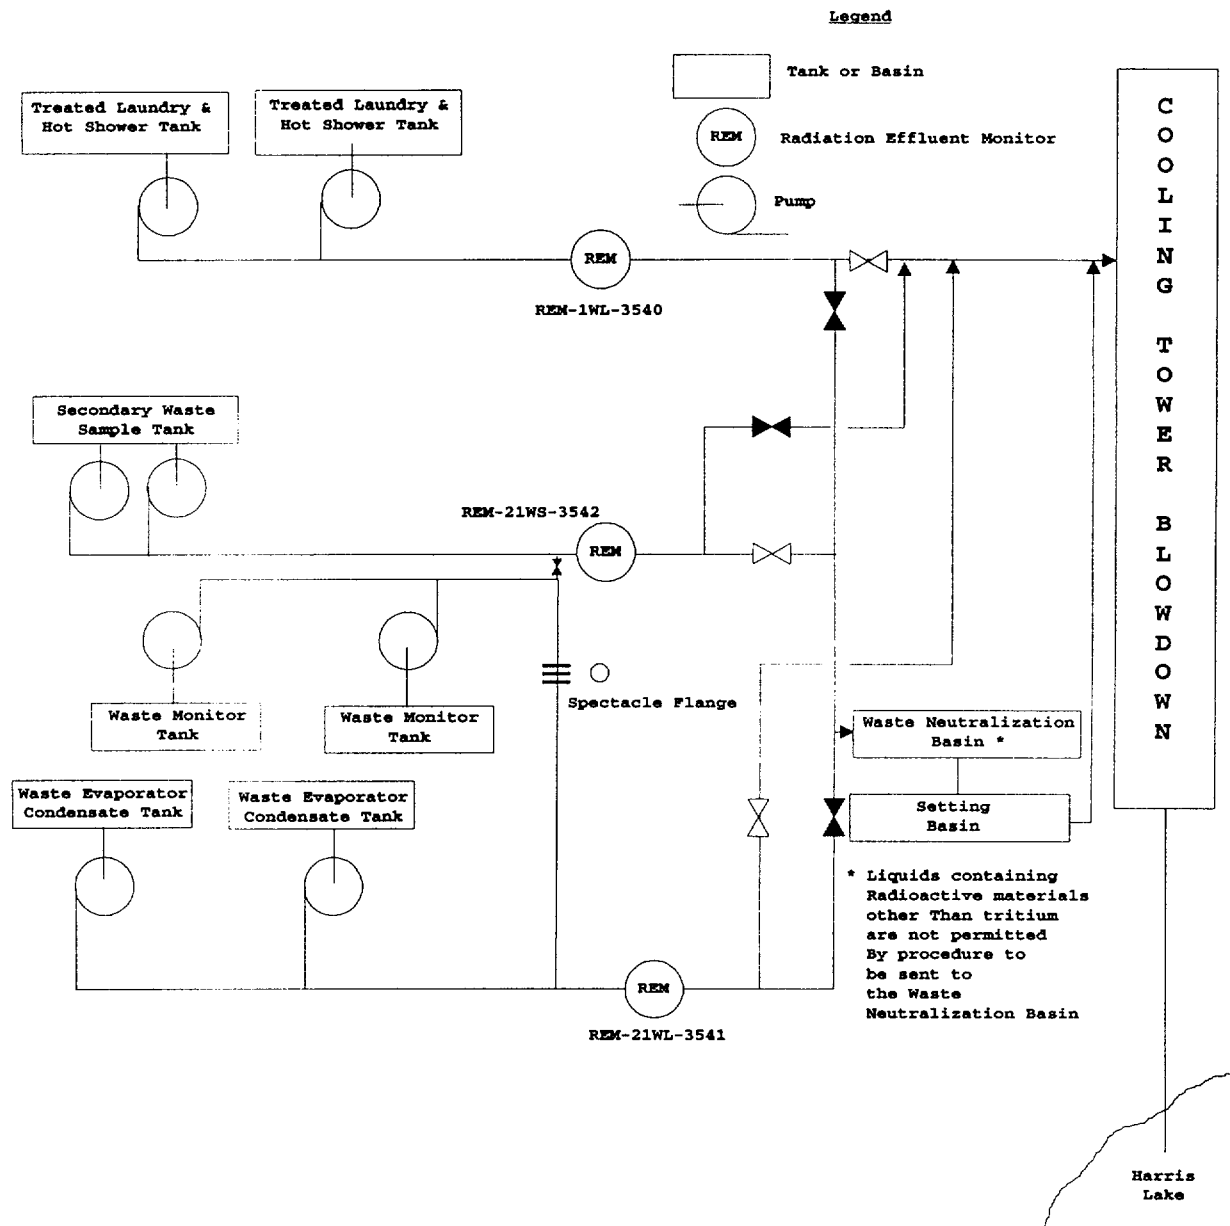 Legend
Tank or Basin
REM
Radiation Effluent Monitor
Pump
Treated Laundry &
Hot Shower Tank
Treated Laundry &
Hot Shower Tank
REM
REM-1WL-3540
COOLING TOWER BLOWDOWN
Secondary Waste
Sample Tank
REM-21WS-3542
REM
Spectacle Flange
Waste Monitor
Tank
Waste Monitor
Tank
Waste Neutralization
Basin *
Setting
Basin
Waste Evaporator
Condensate Tank
Waste Evaporator
Condensate Tank
* Liquids containing
Radioactive materials
other Than tritium
are not permitted
By procedure to
be sent to
the Waste
Neutralization Basin
REM
REM-21WL-3541
Harris
Lake